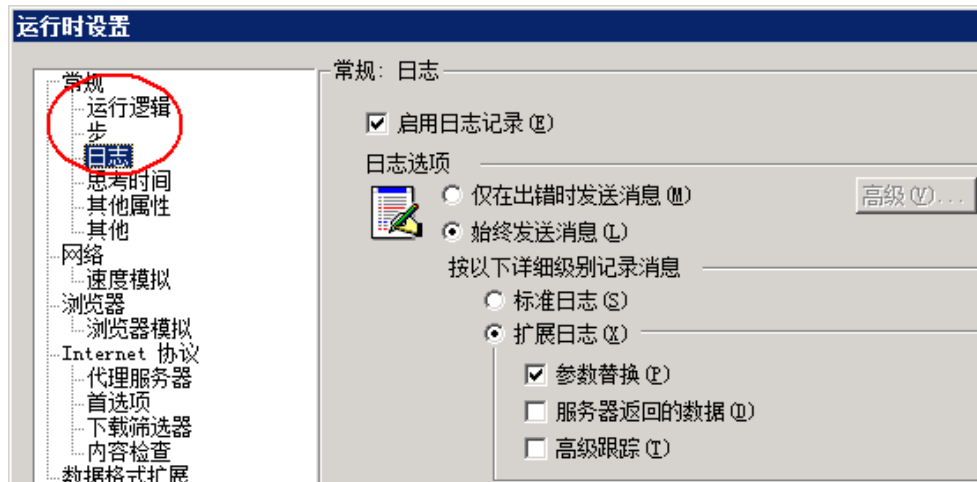 运行时设置
常规
运行逻辑
步
日志
思考时间
其他属性
其他
网络
速度模拟
浏览器
浏览器模拟
Internet 协议
代理服务器
首选项
下载筛选器
内容检查
数据格式扩展
常规: 日志
启用日志记录(E)
日志选项
仅在出错时发送消息(M)
高级(V)...
始终发送消息(L)
按以下详细级别记录消息
标准日志(S)
扩展日志(X)
参数替换(P)
服务器返回的数据(D)
高级跟踪(T)